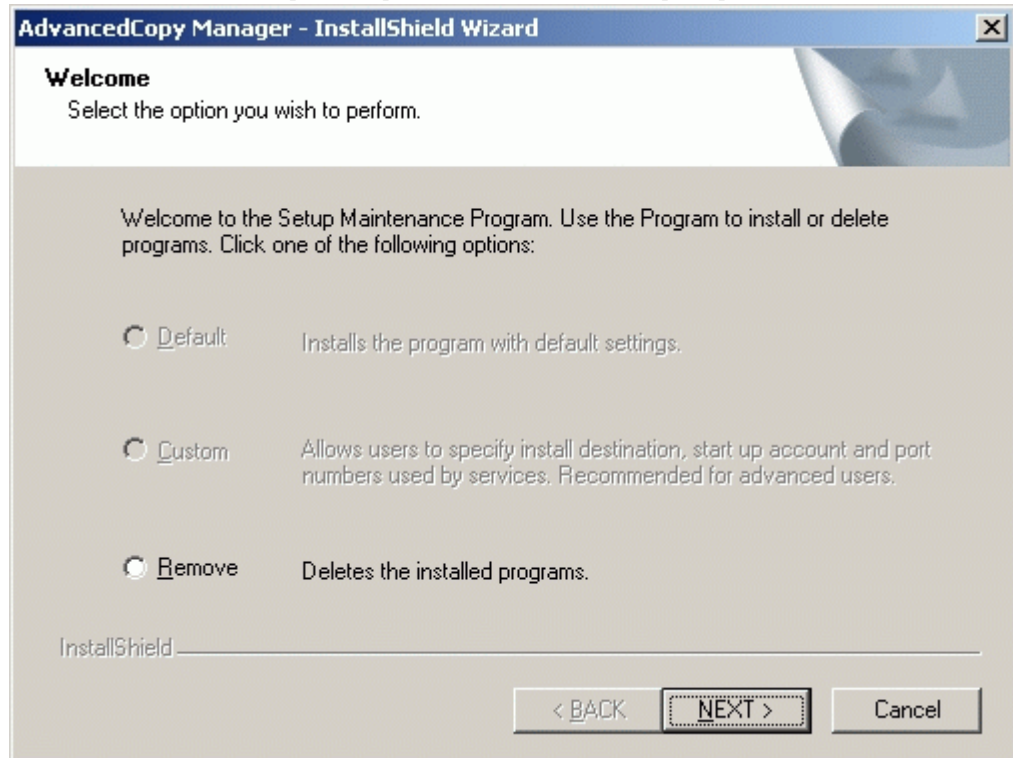 AdvancedCopy Manager - InstallShield Wizard
Welcome
Select the option you wish to perform.
Welcome to the Setup Maintenance Program. Use the Program to install or delete
programs. Click one of the following options:
Default
Installs the program with default settings.
Custom
Allows users to specify install destination, start up account and port
numbers used by services. Recommended for advanced users.
Remove
Deletes the installed programs.
InstallShield
< BACK
NEXT >
Cancel